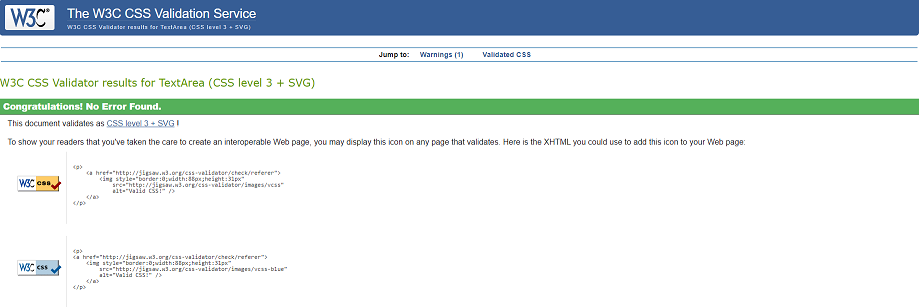 W3C® The W3C CSS Validation Service
W3C CSS Validator results for TextArea (CSS level 3 + SVG)
Jump to: Warnings (1) Validated CSS
W3C CSS Validator results for TextArea (CSS level 3 + SVG)
Congratulations! No Error Found.
This document validates as CSS level 3 + SVG !
To show your readers that you've taken the care to create an interoperable Web page, you may display this icon on any page that validates. Here is the XHTML you could use to add this icon to your Web page:
W3C css
<p>
<a href="http://jigsaw.w3.org/css-validator/check/referer">
<img style="border:0;width:88px;height:31px"
src="http://jigsaw.w3.org/css-validator/images/vcss"
alt="Valid CSS!" />
</a>
</p>
W3C css
<p>
<a href="http://jigsaw.w3.org/css-validator/check/referer">
<img style="border:0;width:88px;height:31px"
src="http://jigsaw.w3.org/css-validator/images/vcss-blue"
alt="Valid CSS!" />
</a>
</p>